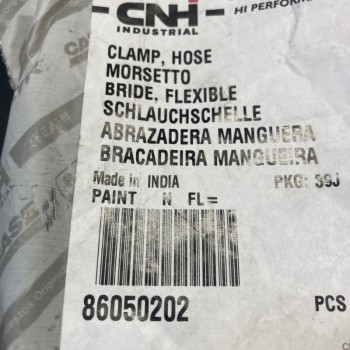 CNH
INDUSTRIAL
HI PERFORM
CLAMP, HOSE
MORSETTO
BRIDE, FLEXIBLE
SCHLAUCHSCHELLE
ABRAZADERA MANGUERA
BRACADEIRA MANGUEIRA
Made in INDIA PKG: 39J
PAINT N FL=
86050202 PCS